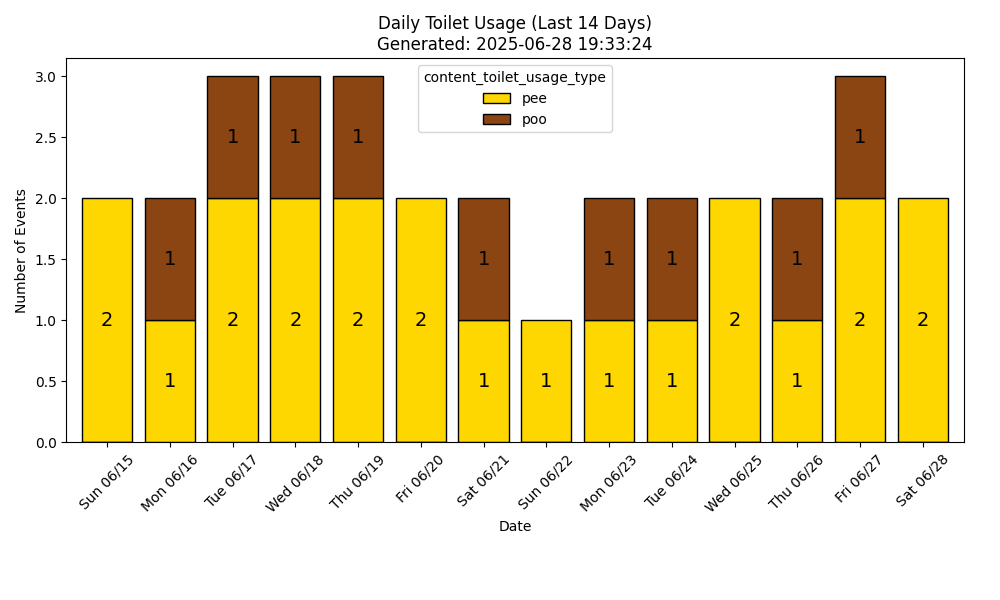 Daily Toilet Usage (Last 14 Days)
Generated: 2025-06-28 19:33:24
content_toilet_usage_type
pee
poo
Number of Events
3.0
2.5
2.0
1.5
1.0
0.5
0.0
1 1 1 1
1 1 1 1 1
2 2 2 2 2 2 2 2
1 1 1 1 1 1
Sun 06/15 Mon 06/16 Tue 06/17 Wed 06/18 Thu 06/19 Fri 06/20 Sat 06/21 Sun 06/22 Mon 06/23 Tue 06/24 Wed 06/25 Thu 06/26 Fri 06/27 Sat 06/28
Date